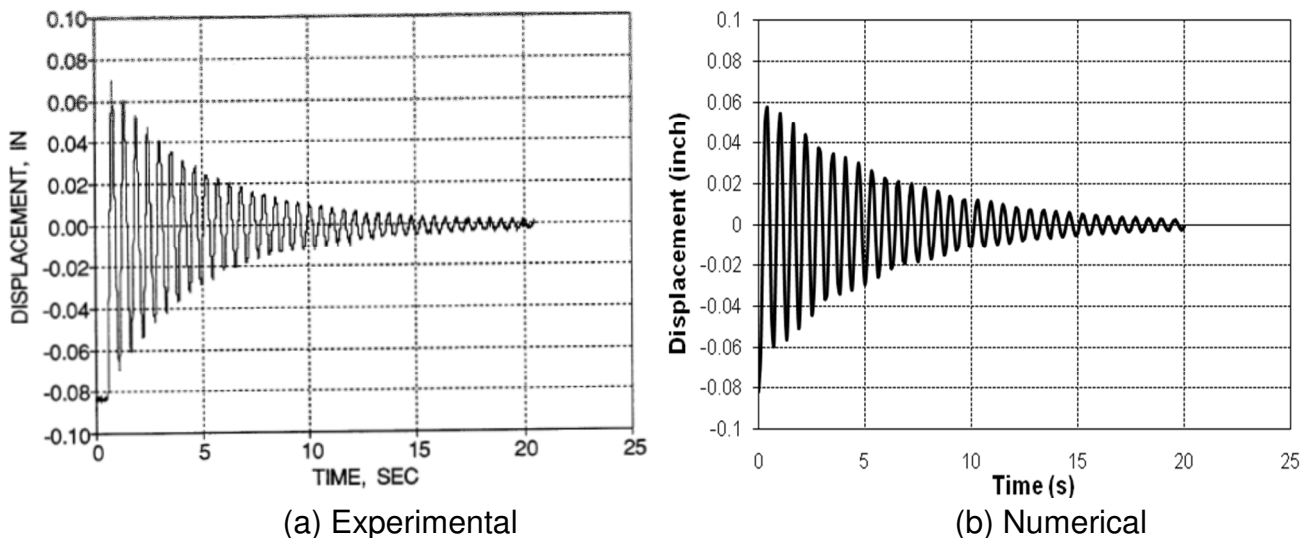 0.10
0.08
0.06
0.04
0.02
0.00
-0.02
-0.04
-0.06
-0.08
-0.10
DISPLACEMENT, IN
0 5 10 15 20 25
TIME, SEC
(a) Experimental
0.1
0.08
0.06
0.04
0.02
0
-0.02
-0.04
-0.06
-0.08
-0.1
Displacement (inch)
0 5 10 15 20 25
Time (s)
(b) Numerical